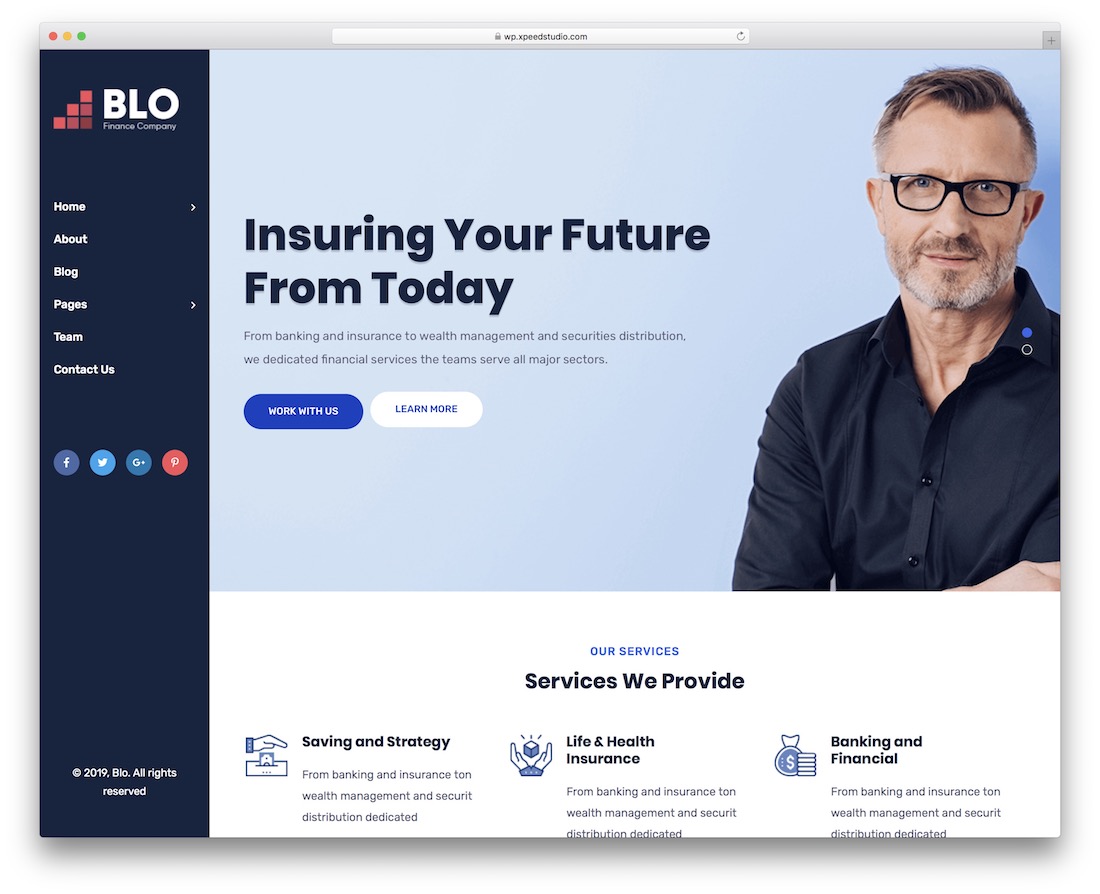 wp.xpeedstudio.com
BLO
Finance Company
Home
About
Blog
Pages
Team
Contact Us
© 2019, Blo. All rights
reserved
Insuring Your Future
From Today
From banking and insurance to wealth management and securities distribution,
we dedicated financial services the teams serve all major sectors.
WORK WITH US
LEARN MORE
OUR SERVICES
Services We Provide
Saving and Strategy
From banking and insurance ton
wealth management and securit
distribution dedicated
Life & Health
Insurance
From banking and insurance ton
wealth management and securit
distribution dedicated
Banking and
Financial
From banking and insurance ton
wealth management and securit
distribution dedicated